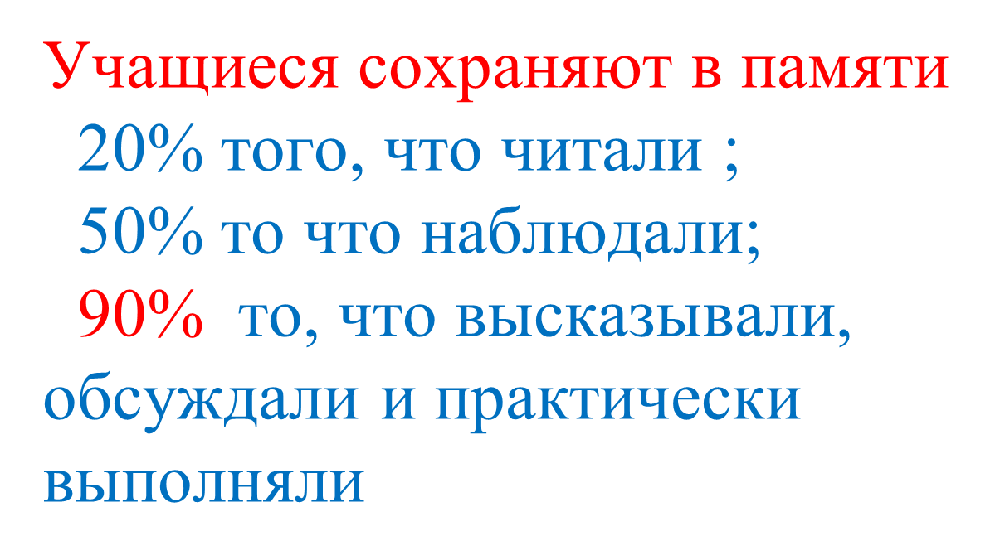 Учащиеся сохраняют в памяти
20% того, что читали ;
50% то что наблюдали;
90% то, что высказывали,
обсуждали и практически
выполняли